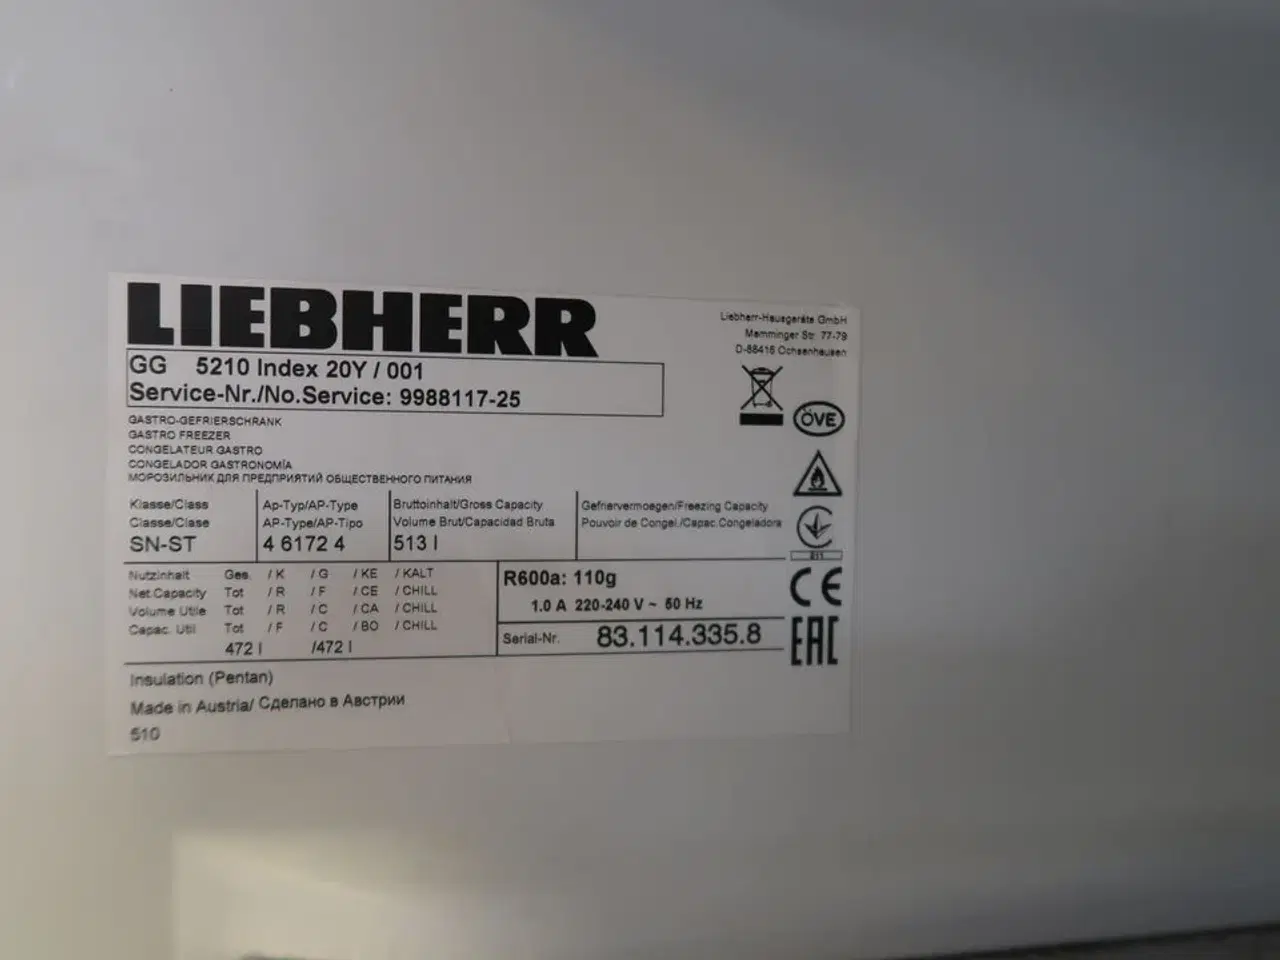 LIEBHERR
GG 5210 Index 20Y / 001
Service-Nr./No.Service: 9988117-25
Liebherr-Hausgeräte GmbH
Memminger Str. 77-79
D-88416 Ochsenhausen
GASTRO-GEFRIERSCHRANK
GASTRO FREEZER
CONGELATEUR GASTRO
CONGELADOR GASTRONOMÍA
МОРОЗИЛЬНИК ДЛЯ ПРЕДПРИЯТИЙ ОБЩЕСТВЕННОГО ПИТАНИЯ
ÖVE
Klasse/Class
Classe/Clase
SN-ST
Ap-Typ/AP-Type
AP-Type/AP-Tipo
4 6172 4
Bruttoinhalt/Gross Capacity
Volume Brut/Capacidad Bruta
513 l
Gefriervermoegen/Freezing Capacity
Pouvoir de Congel./Capac.Congeladora
011
Nutzinhalt Ges. / K / G / KE / KALT
Net.Capacity Tot / R / F / CE / CHILL
Volume Utile Tot / R / C / CA / CHILL
Capac. Util Tot / F / C / BO / CHILL
472 l /472 l
R600a: 110g
1.0 A 220-240 V ~ 50 Hz
Serial-Nr. 83.114.335.8
CE
EAC
Insulation (Pentan)
Made in Austria/ Сделано в Австрии
510